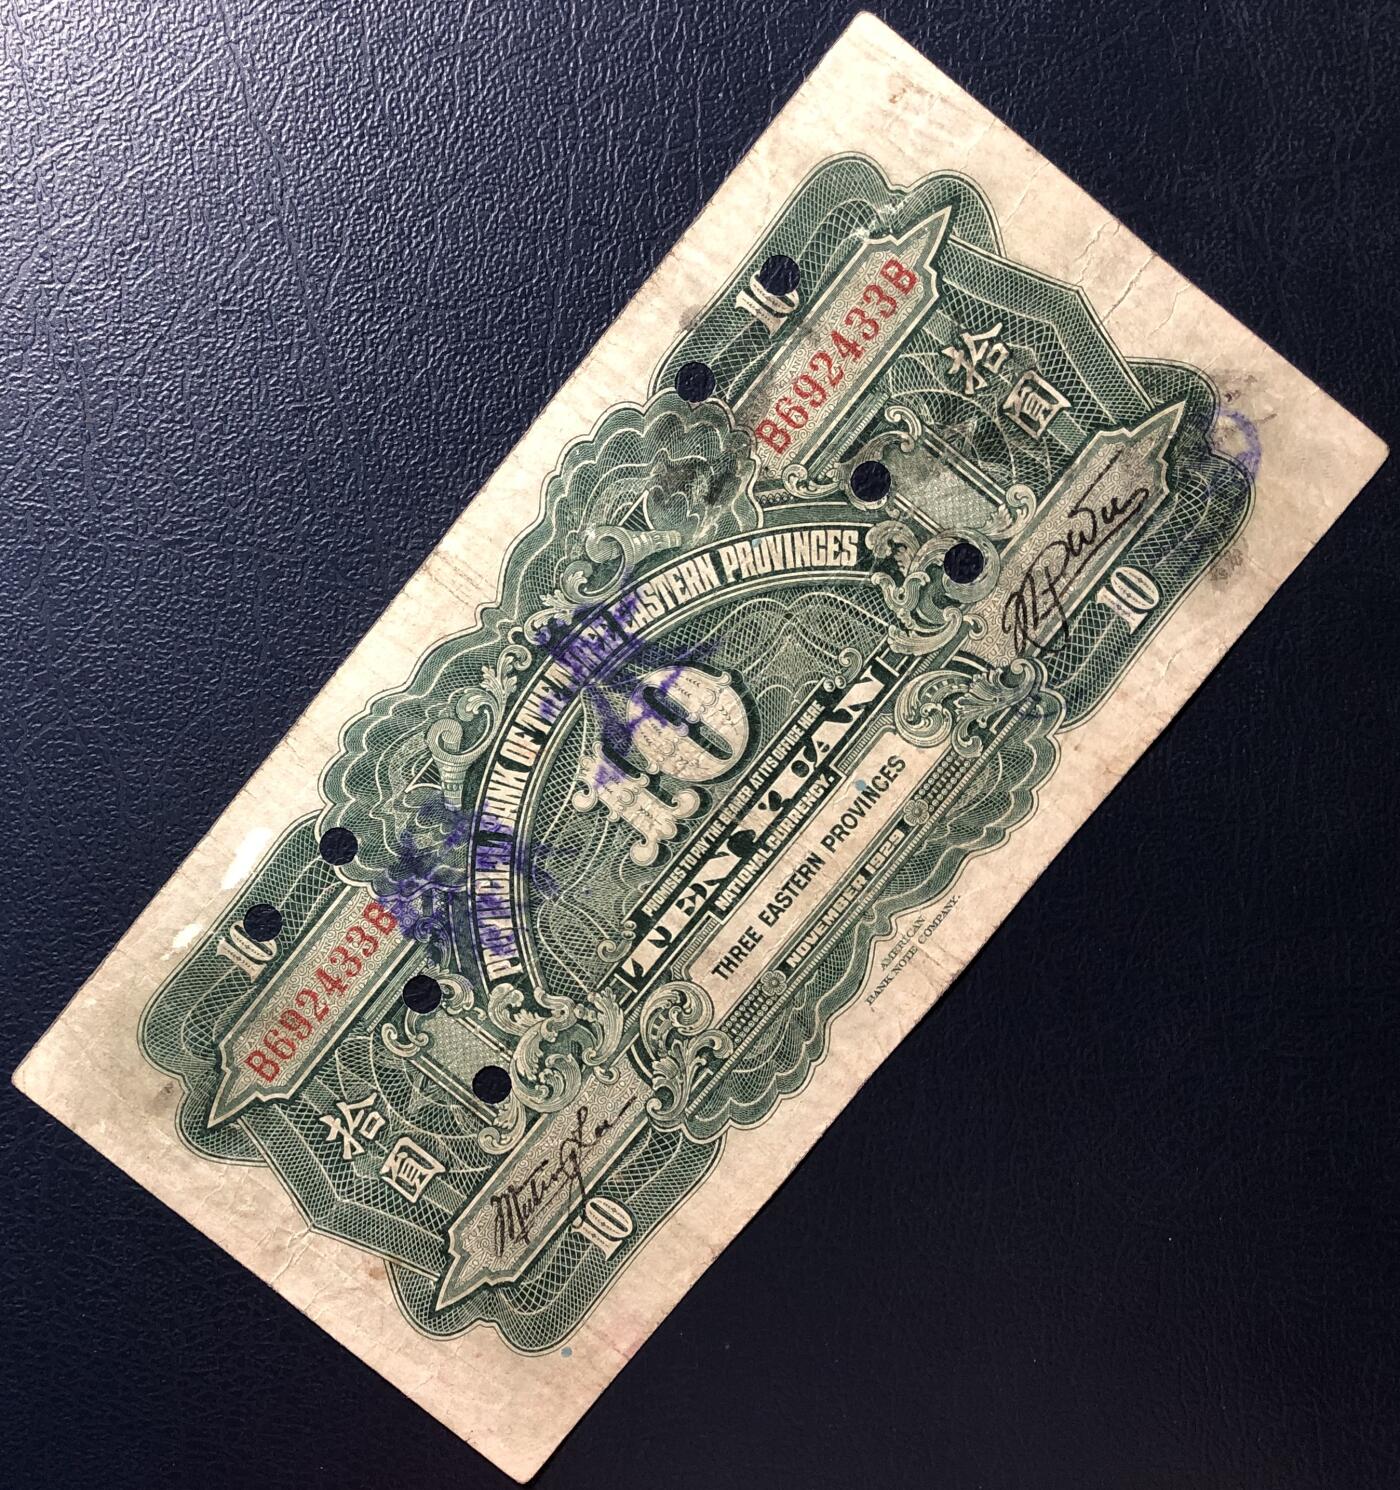 10 10
B692433B B692433B
拾圓 拾圓
PROVINCIAL BANK OF THE THREE EASTERN PROVINCES
10
PROMISES TO PAY THE BEARER AT ITS OFFICE HERE
TEN YUAN
NATIONAL CURRENCY
THREE EASTERN PROVINCES
NOVEMBER 1929
10 10
AMERICAN
BANK NOTE COMPANY.